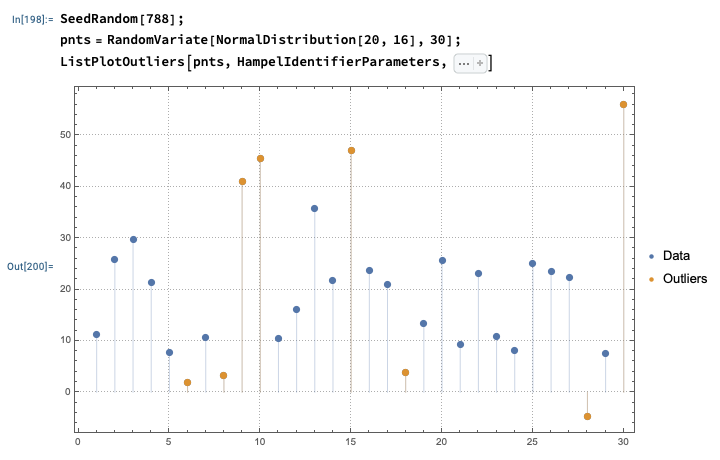 In[198]:= SeedRandom[788];
pnts = RandomVariate[NormalDistribution[20, 16], 30];
ListPlotOutliers[pnts, HampelIdentifierParameters, ··· +]
50
40
30
20
10
0
Out[200]=
Data
Outliers
0 5 10 15 20 25 30